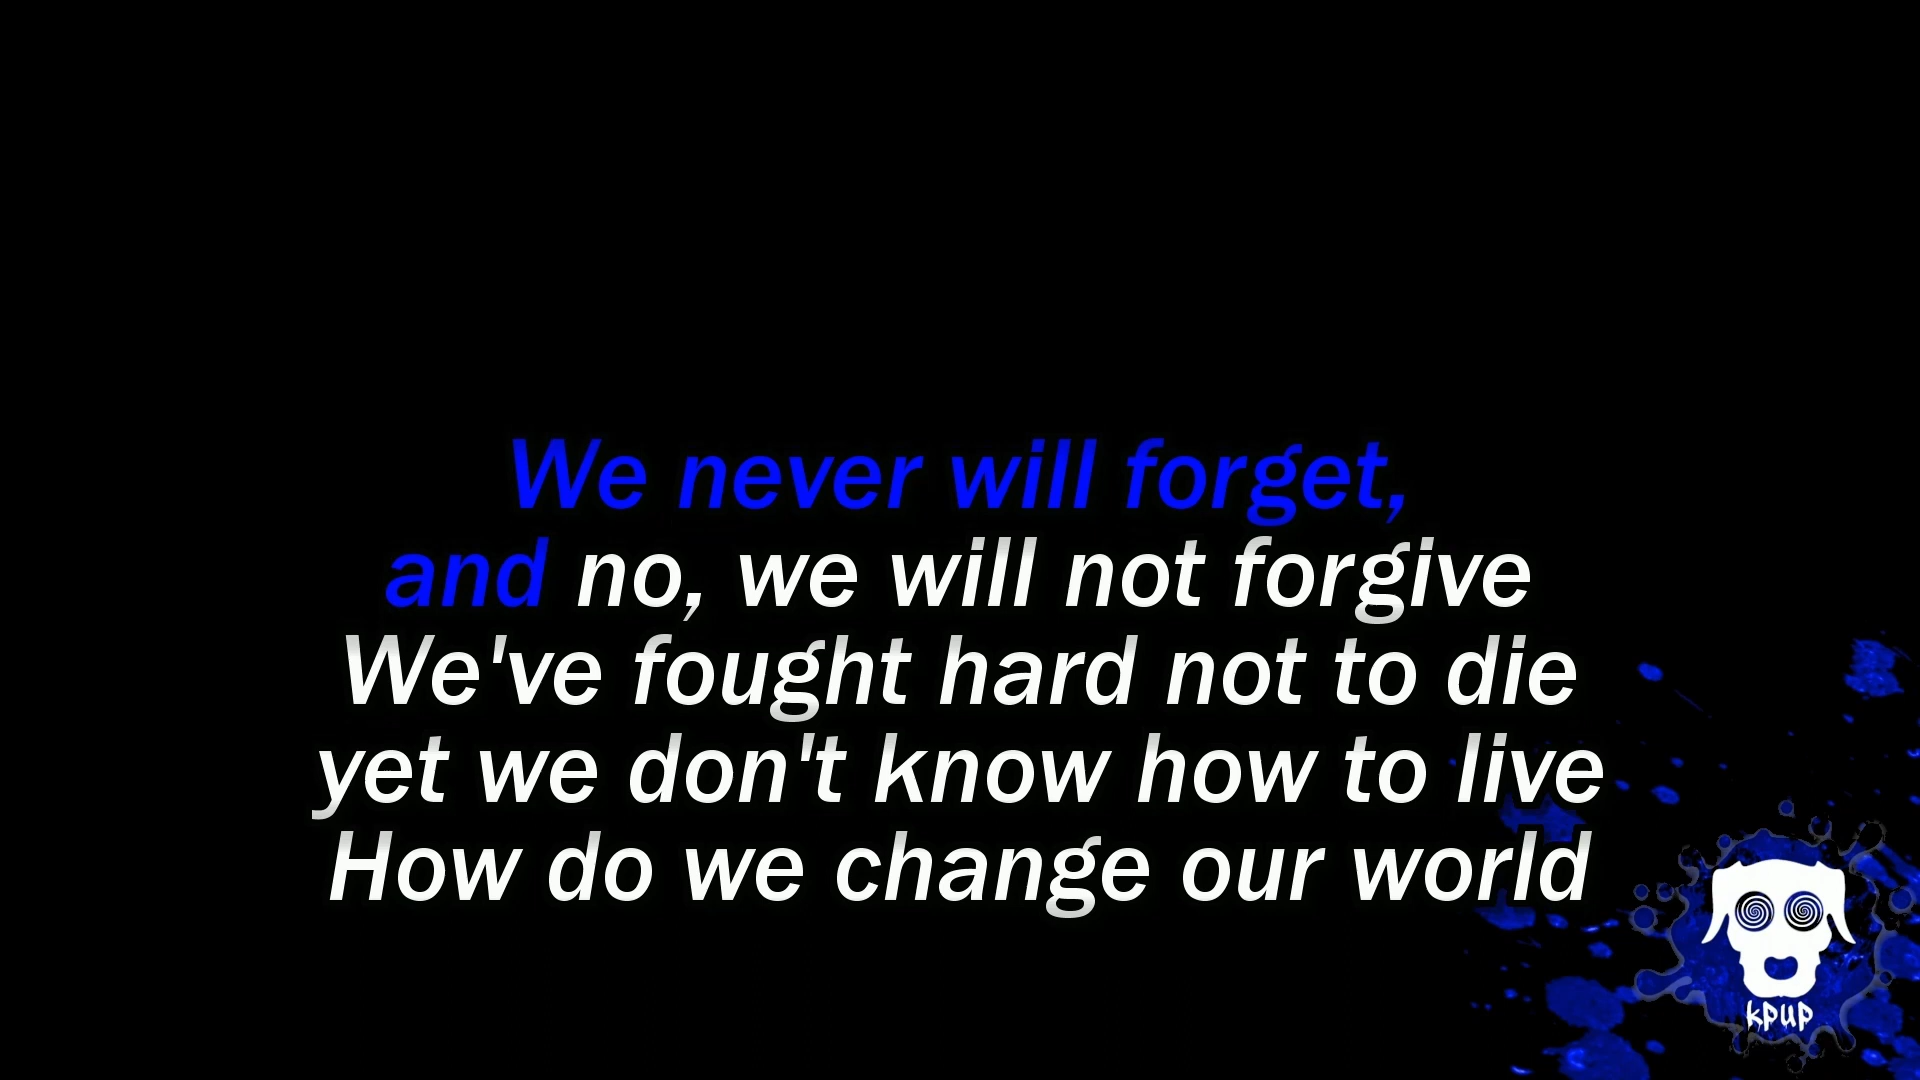 We never will forget,
and no, we will not forgive
We've fought hard not to die
yet we don't know how to live
How do we change our world
kpup